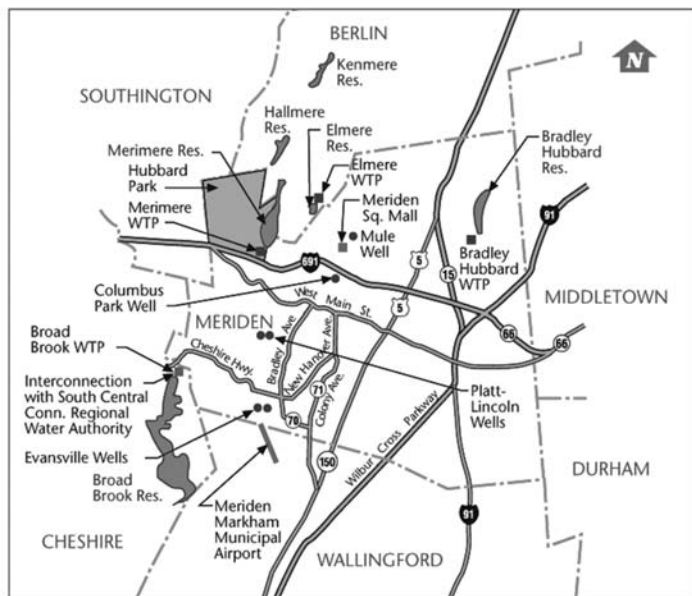 BERLIN
N
Kenmere
Res.
SOUTHINGTON
Hallmere
Res.
Elmere
Res.
Bradley
Hubbard
Res.
Merimere Res.
Hubbard
Park
Elmere
WTP
Merimere
WTP
Meriden
Sq. Mall
Mule
Well
91
5
15
Bradley
Hubbard
WTP
691
Columbus
Park Well
West Main St.
5
MIDDLETOWN
MERIDEN
66
66
Broad
Brook WTP
Cheshire Hwy.
Bradley Ave
New Hanover Ave.
Interconnection
with South Central
Conn. Regional
Water Authority
71
Colony Ave.
Platt-
Lincoln
Wells
Evansville Wells
70
Wilbur Cross Parkway
150
Broad
Brook Res.
DURHAM
Meriden
Markham
Municipal
Airport
91
CHESHIRE
WALLINGFORD